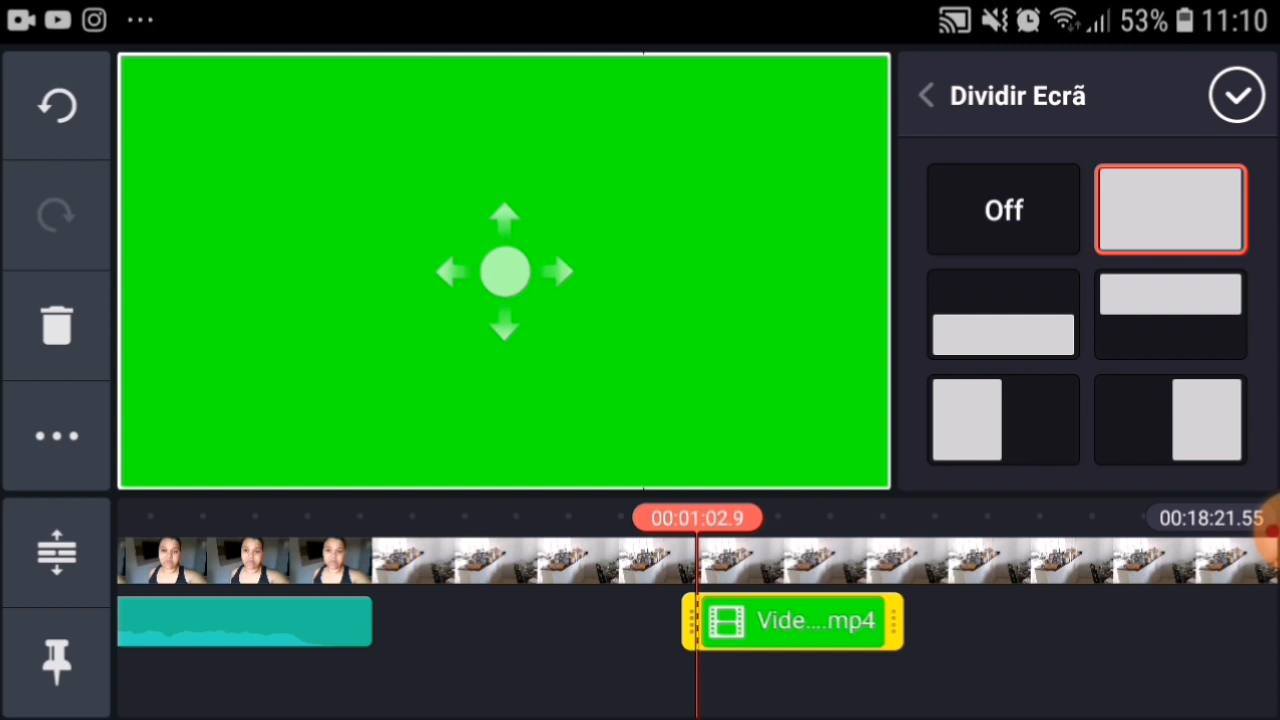 53% 11:10
Dividir Ecrã
Off
00:01:02.9
00:18:21.55
Vide....mp4